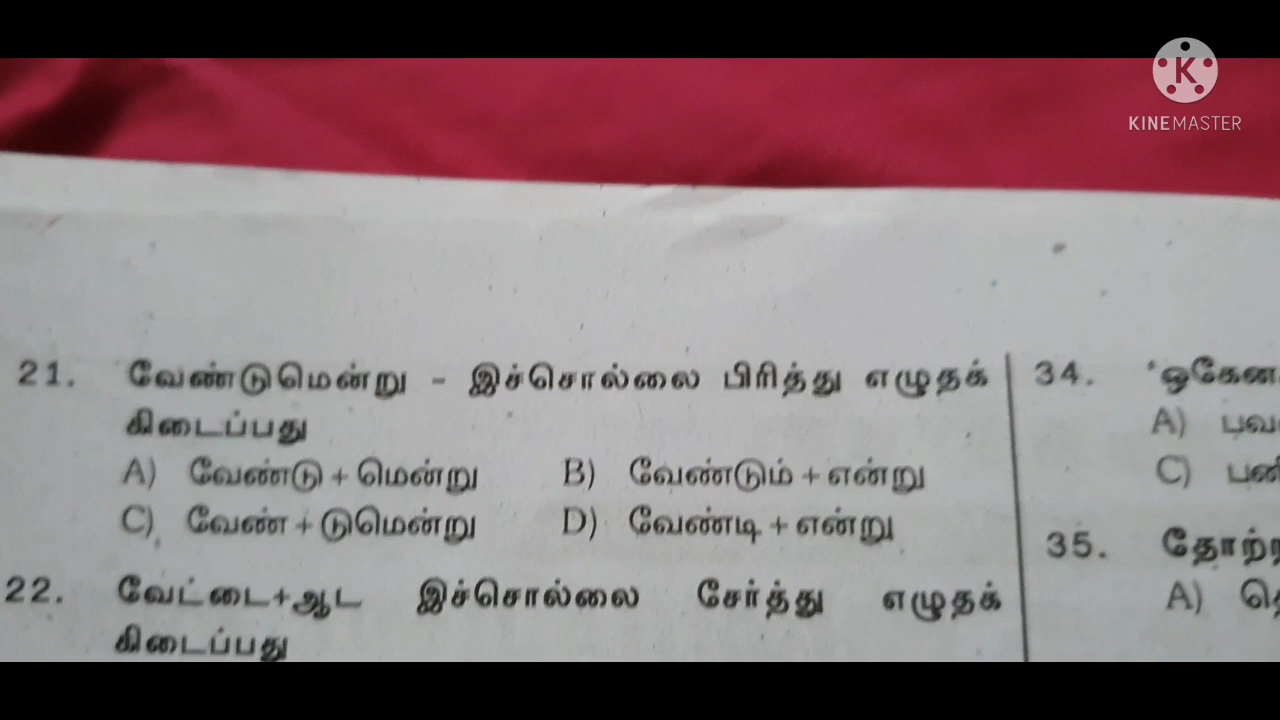 KINEMASTER
21. வேண்டுமென்று - இச்சொல்லை பிரித்து எழுதக்
கிடைப்பது
A) வேண்டு + மென்று B) வேண்டும் + என்று
C) வேண் + டுமென்று D) வேண்டி + என்று
22. வேட்டை+ஆட இச்சொல்லை சேர்த்து எழுதக்
கிடைப்பது
34.
A)
C)
35.
A)